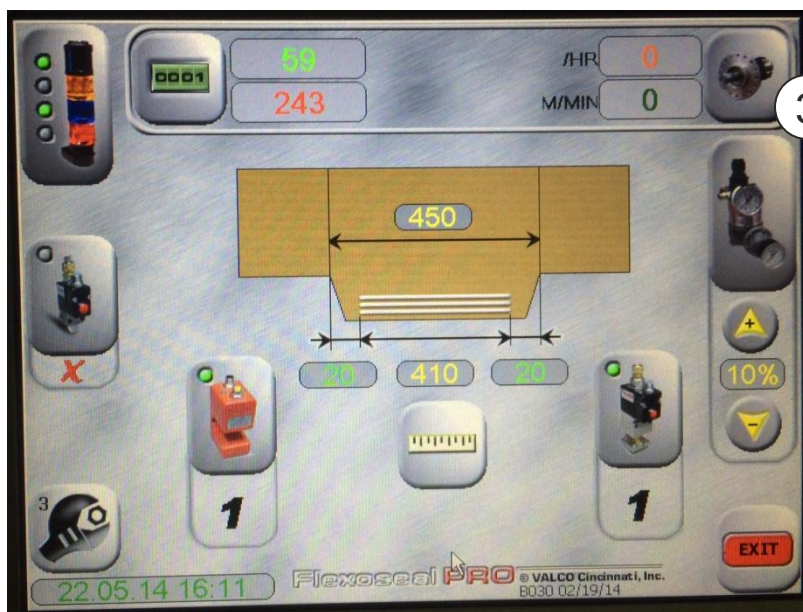 0001
59
/HR
0
243
M/MIN
0
3
450
+
X
20
410
20
10%
-
1
1
3
EXIT
22.05.14 16:11
Flexoseal PRO
© VALCO Cincinnati, Inc.
B030 02/19/14